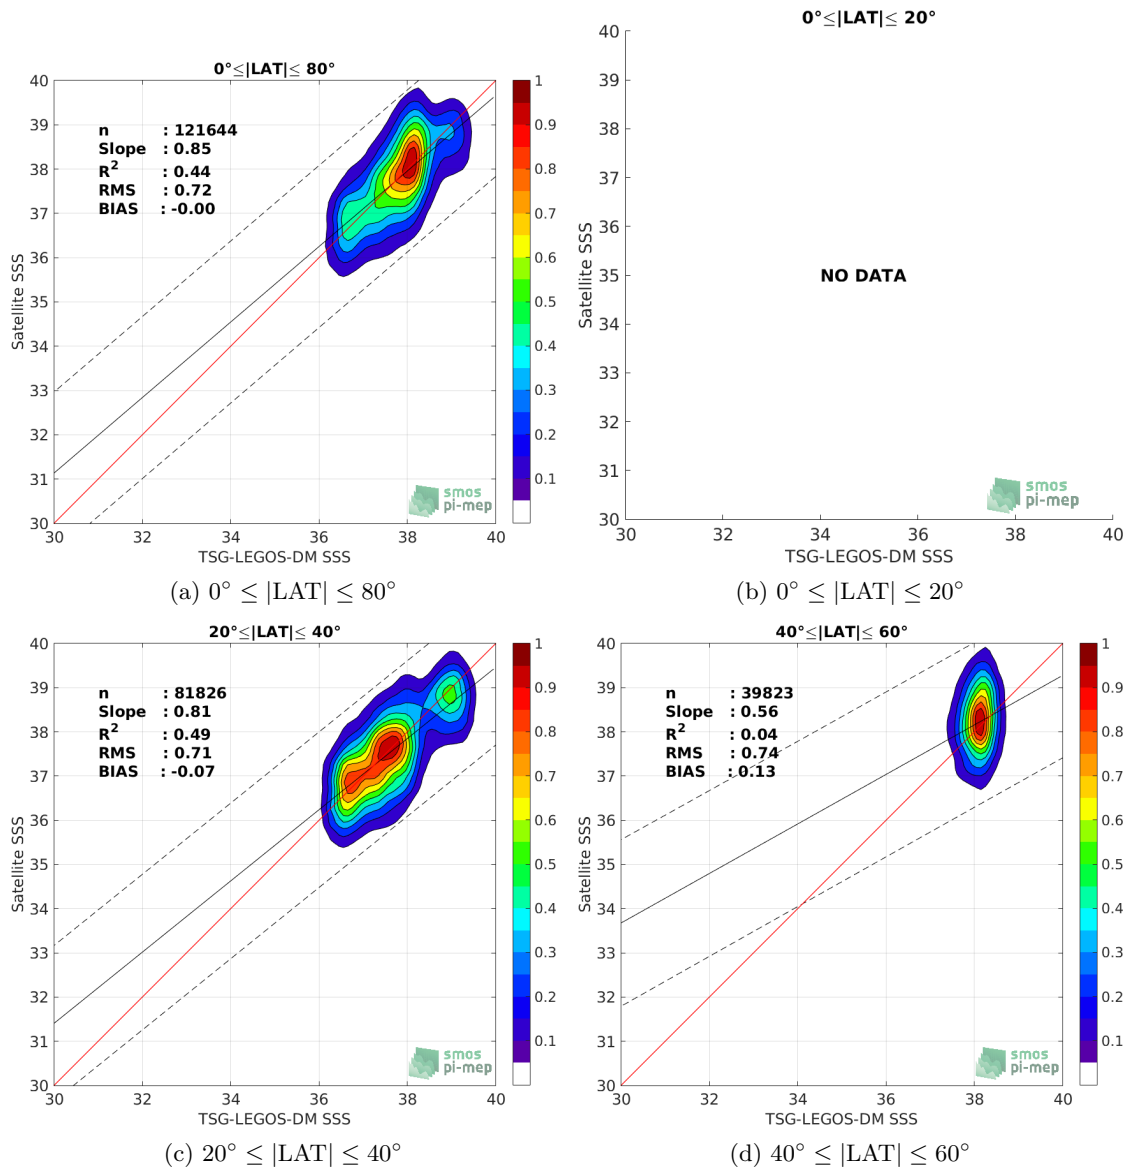 0°≤|LAT|≤ 80°
40
39
38
37
36
35
34
33
32
31
30
30
32
34
36
38
40
Satellite SSS
TSG-LEGOS-DM SSS
n : 121644
Slope : 0.85
R² : 0.44
RMS : 0.72
BIAS : -0.00
1
0.9
0.8
0.7
0.6
0.5
0.4
0.3
0.2
0.1
smos
pi-mep
(a) 0° ≤ |LAT| ≤ 80°
0°≤|LAT|≤ 20°
40
39
38
37
36
35
34
33
32
31
30
30
32
34
36
38
40
Satellite SSS
TSG-LEGOS-DM SSS
NO DATA
smos
pi-mep
(b) 0° ≤ |LAT| ≤ 20°
20°≤|LAT|≤ 40°
40
39
38
37
36
35
34
33
32
31
30
30
32
34
36
38
40
Satellite SSS
TSG-LEGOS-DM SSS
n : 81826
Slope : 0.81
R² : 0.49
RMS : 0.71
BIAS : -0.07
1
0.9
0.8
0.7
0.6
0.5
0.4
0.3
0.2
0.1
smos
pi-mep
(c) 20° ≤ |LAT| ≤ 40°
40°≤|LAT|≤ 60°
40
39
38
37
36
35
34
33
32
31
30
30
32
34
36
38
40
Satellite SSS
TSG-LEGOS-DM SSS
n : 39823
Slope : 0.56
R² : 0.04
RMS : 0.74
BIAS : 0.13
1
0.9
0.8
0.7
0.6
0.5
0.4
0.3
0.2
0.1
smos
pi-mep
(d) 40° ≤ |LAT| ≤ 60°